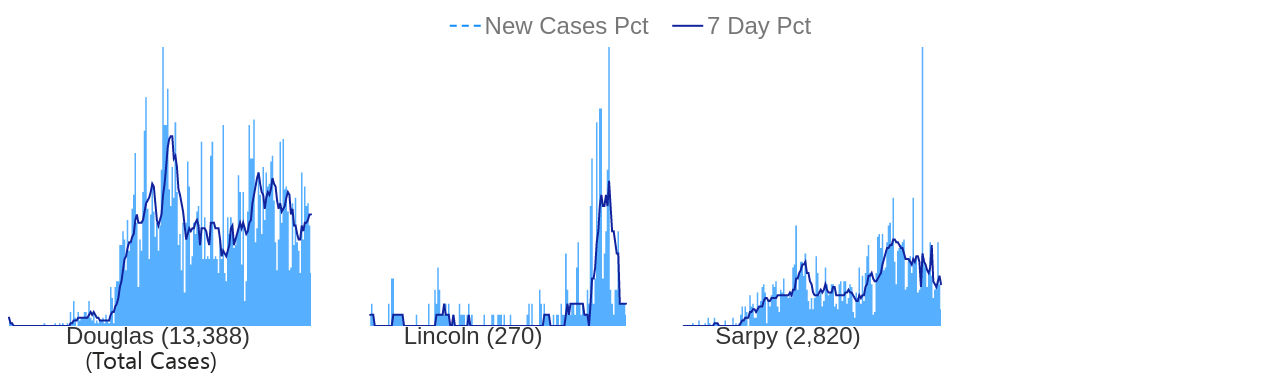 New Cases Pct 7 Day Pct
Douglas (13,388) Lincoln (270) Sarpy (2,820)
(Total Cases)